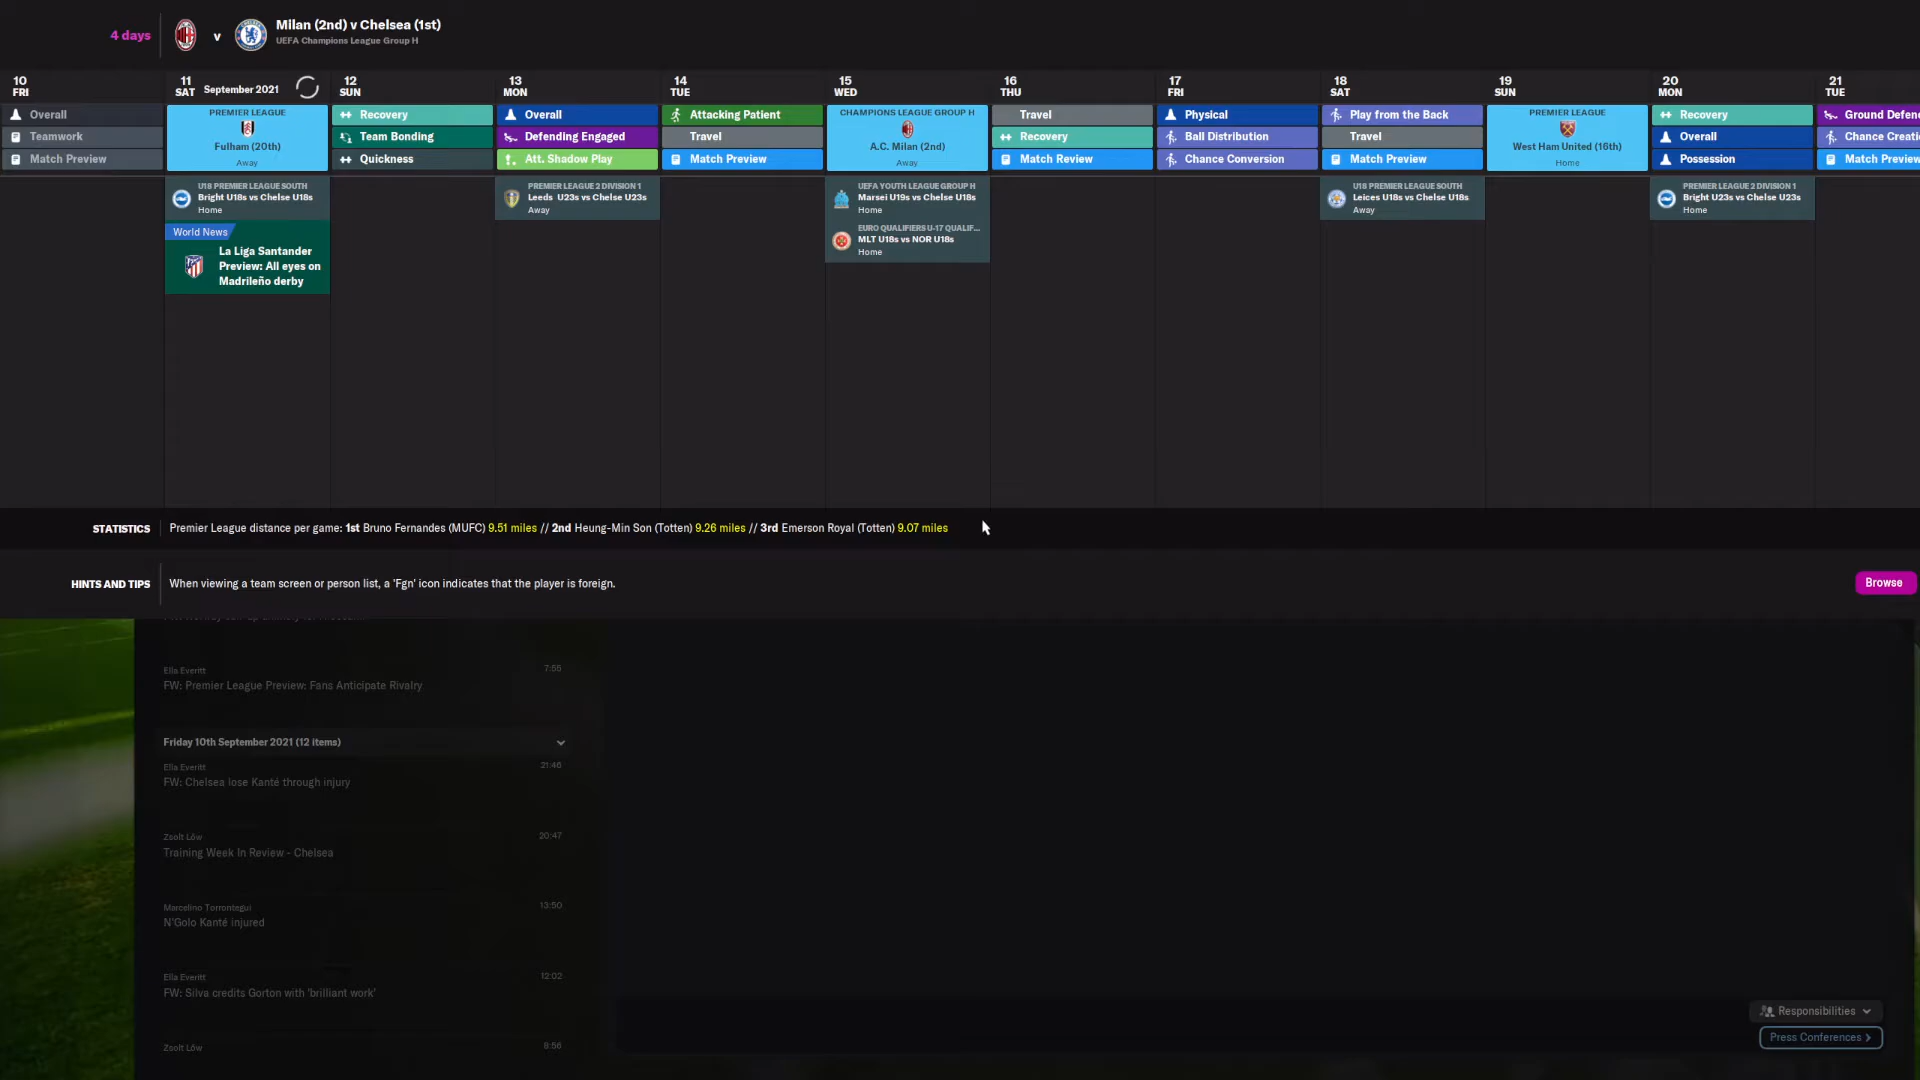 4 days
v
Milan (2nd) v Chelsea (1st)
UEFA Champions League Group H
10
FRI
11
SAT September 2021
12
SUN
13
MON
14
TUE
15
WED
16
THU
17
FRI
18
SAT
19
SUN
20
MON
21
TUE
Overall
Teamwork
Match Preview
PREMIER LEAGUE
Fulham (20th)
Away
Recovery
Team Bonding
Quickness
Overall
Defending Engaged
Att. Shadow Play
Attacking Patient
Travel
Match Preview
CHAMPIONS LEAGUE GROUP H
A.C. Milan (2nd)
Away
Travel
Recovery
Match Review
Physical
Ball Distribution
Chance Conversion
Play from the Back
Travel
Match Preview
PREMIER LEAGUE
West Ham United (16th)
Home
Recovery
Overall
Possession
Ground Defenc
Chance Creatio
Match Preview
U18 PREMIER LEAGUE SOUTH
Bright U18s vs Chelse U18s
Home
World News
La Liga Santander
Preview: All eyes on
Madrileño derby
PREMIER LEAGUE 2 DIVISION 1
Leeds U23s vs Chelse U23s
Away
UEFA YOUTH LEAGUE GROUP H
Marsei U19s vs Chelse U18s
Home
EURO QUALIFIERS U-17 QUALIF...
MLT U18s vs NOR U18s
Home
U18 PREMIER LEAGUE SOUTH
Leices U18s vs Chelse U18s
Away
PREMIER LEAGUE 2 DIVISION 1
Bright U23s vs Chelse U23s
Home
STATISTICS
Premier League distance per game: 1st Bruno Fernandes (MUFC) 9.51 miles // 2nd Heung-Min Son (Totten) 9.26 miles // 3rd Emerson Royal (Totten) 9.07 miles
HINTS AND TIPS
When viewing a team screen or person list, a 'Fgn' icon indicates that the player is foreign.
Browse
Ella Everitt 7:55
FW: Premier League Preview: Fans Anticipate Rivalry
Friday 10th September 2021 (12 items)
Ella Everitt 21:46
FW: Chelsea lose Kanté through injury
Zsolt Löw 20:47
Training Week In Review - Chelsea
Marcelino Torrontegui 13:50
N'Golo Kanté injured
Ella Everitt 12:02
FW: Silva credits Gorton with 'brilliant work'
Zsolt Löw 8:56
Responsibilities
Press Conferences >